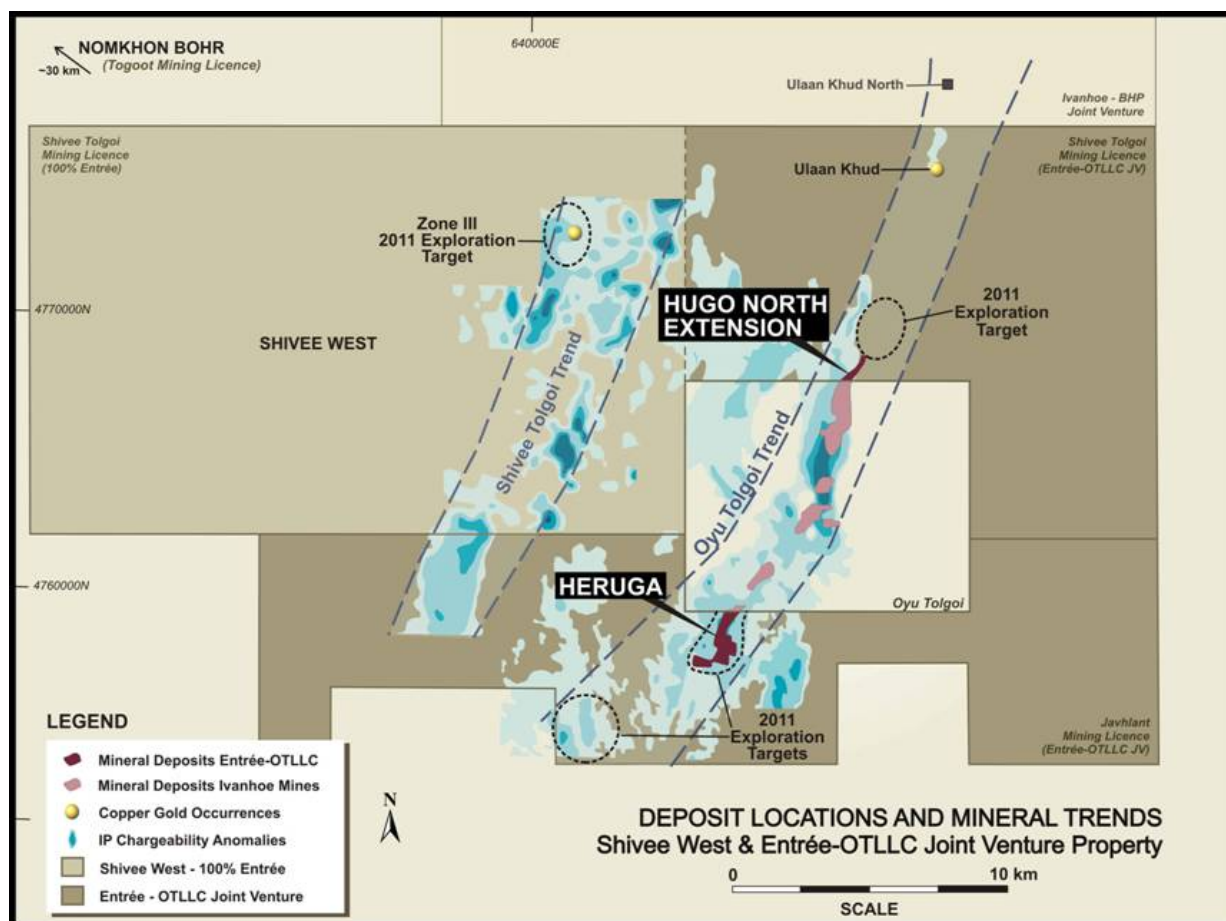 NOMKHON BOHR
(Togoot Mining Licence)
~30 km
640000E
Ulaan Khud North
Ivanhoe - BHP
Joint Venture
Shivee Tolgoi
Mining Licence
(100% Entrée)
Shivee Tolgoi
Mining Licence
(Entrée-OTLLC JV)
Ulaan Khud
Zone III
2011 Exploration
Target
4770000N
HUGO NORTH
EXTENSION
2011
Exploration
Target
SHIVEE WEST
Shivee Tolgoi Trend
Oyu Tolgoi Trend
4760000N
HERUGA
Oyu Tolgoi
2011
Exploration
Targets
Javhlant
Mining Licence
(Entrée-OTLLC JV)
LEGEND
Mineral Deposits Entrée-OTLLC
Mineral Deposits Ivanhoe Mines
Copper Gold Occurrences
IP Chargeability Anomalies
Shivee West - 100% Entrée
Entrée - OTLLC Joint Venture
N
DEPOSIT LOCATIONS AND MINERAL TRENDS
Shivee West & Entrée-OTLLC Joint Venture Property
0 10 km
SCALE